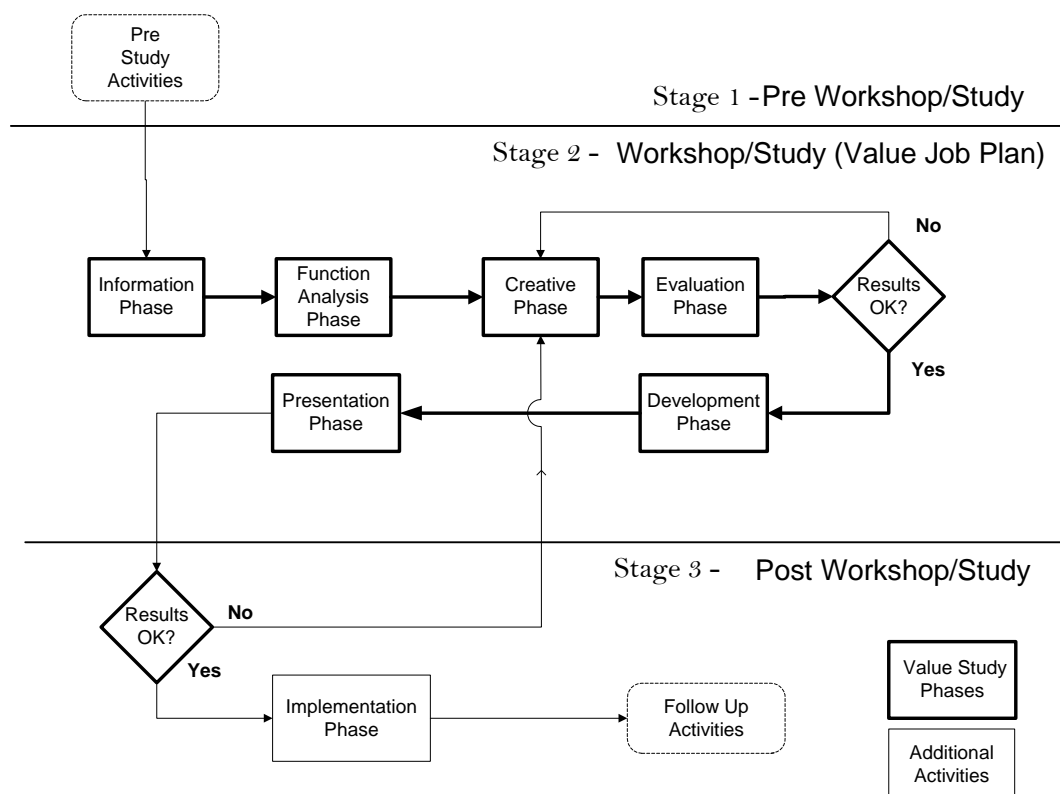 Pre
Study
Activities
Stage 1 - Pre Workshop/Study
Stage 2 - Workshop/Study (Value Job Plan)
No
Information
Phase
Function
Analysis
Phase
Creative
Phase
Evaluation
Phase
Results
OK?
Yes
Presentation
Phase
Development
Phase
Stage 3 - Post Workshop/Study
Results
OK?
No
Yes
Implementation
Phase
Follow Up
Activities
Value Study
Phases
Additional
Activities